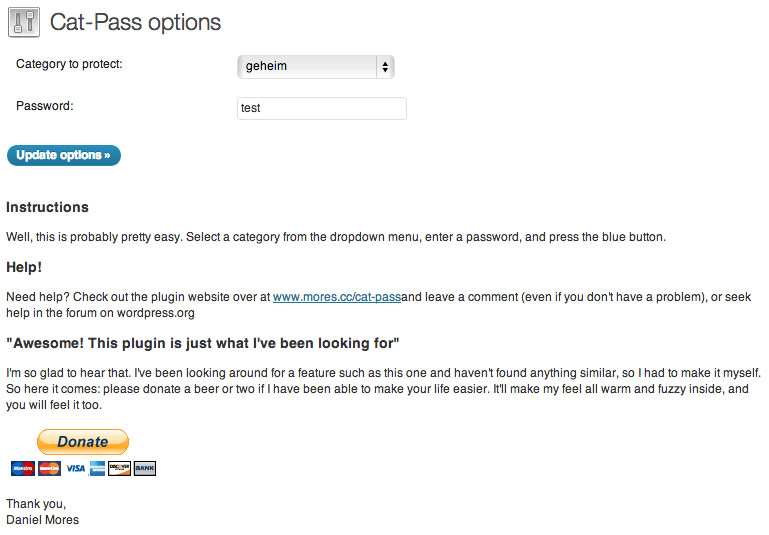 Cat-Pass options
Category to protect:
geheim
Password:
test
Update options »
Instructions
Well, this is probably pretty easy. Select a category from the dropdown menu, enter a password, and press the blue button.
Help!
Need help? Check out the plugin website over at www.mores.cc/cat-passand leave a comment (even if you don't have a problem), or seek
help in the forum on wordpress.org
"Awesome! This plugin is just what I've been looking for"
I'm so glad to hear that. I've been looking around for a feature such as this one and haven't found anything similar, so I had to make it myself.
So here it comes: please donate a beer or two if I have been able to make your life easier. It'll make my feel all warm and fuzzy inside, and
you will feel it too.
Donate
Maestro MasterCard VISA AMEX DISCOVER BANK
Thank you,
Daniel Mores